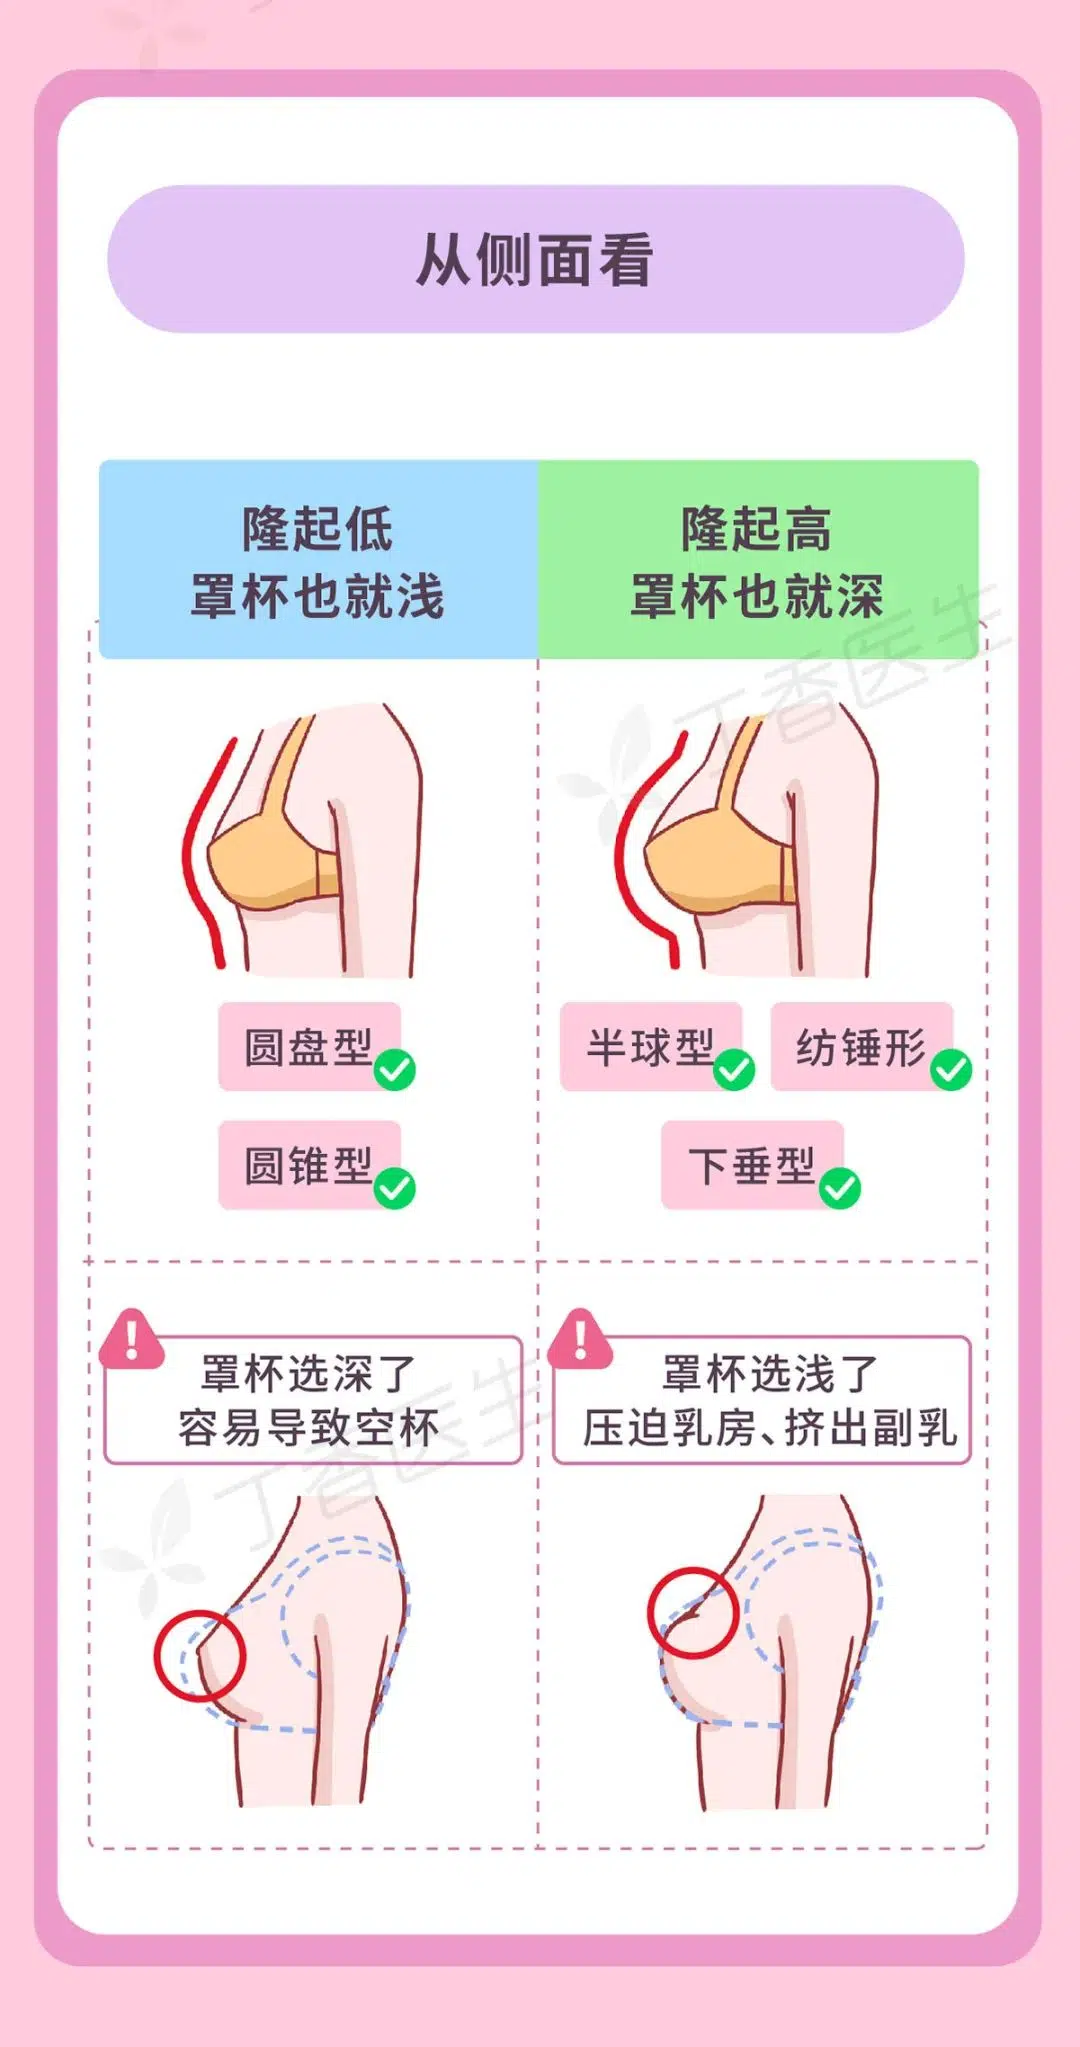 从侧面看
隆起低
罩杯也就浅
隆起高
罩杯也就深
丁香医生
圆盘型
圆锥型
半球型
纺锤形
下垂型
罩杯选深了
容易导致空杯
罩杯选浅了
压迫乳房、挤出副乳
丁香医生